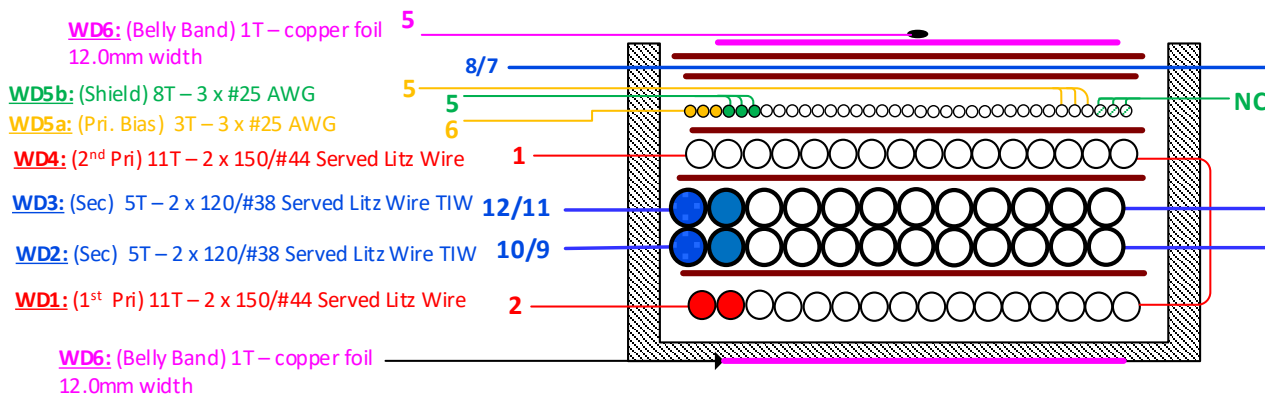 WD6: (Belly Band) 1T – copper foil 5
12.0mm width
8/7
WD5b: (Shield) 8T – 3 x #25 AWG 5 5 NC
WD5a: (Pri. Bias) 3T – 3 x #25 AWG 6
WD4: (2nd Pri) 11T – 2 x 150/#44 Served Litz Wire 1
WD3: (Sec) 5T – 2 x 120/#38 Served Litz Wire TIW 12/11
WD2: (Sec) 5T – 2 x 120/#38 Served Litz Wire TIW 10/9
WD1: (1st Pri) 11T – 2 x 150/#44 Served Litz Wire 2
WD6: (Belly Band) 1T – copper foil
12.0mm width